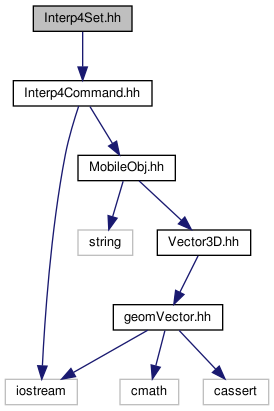 Interp4Set.hh
Interp4Command.hh
MobileObj.hh
string
Vector3D.hh
geomVector.hh
iostream
cmath
cassert